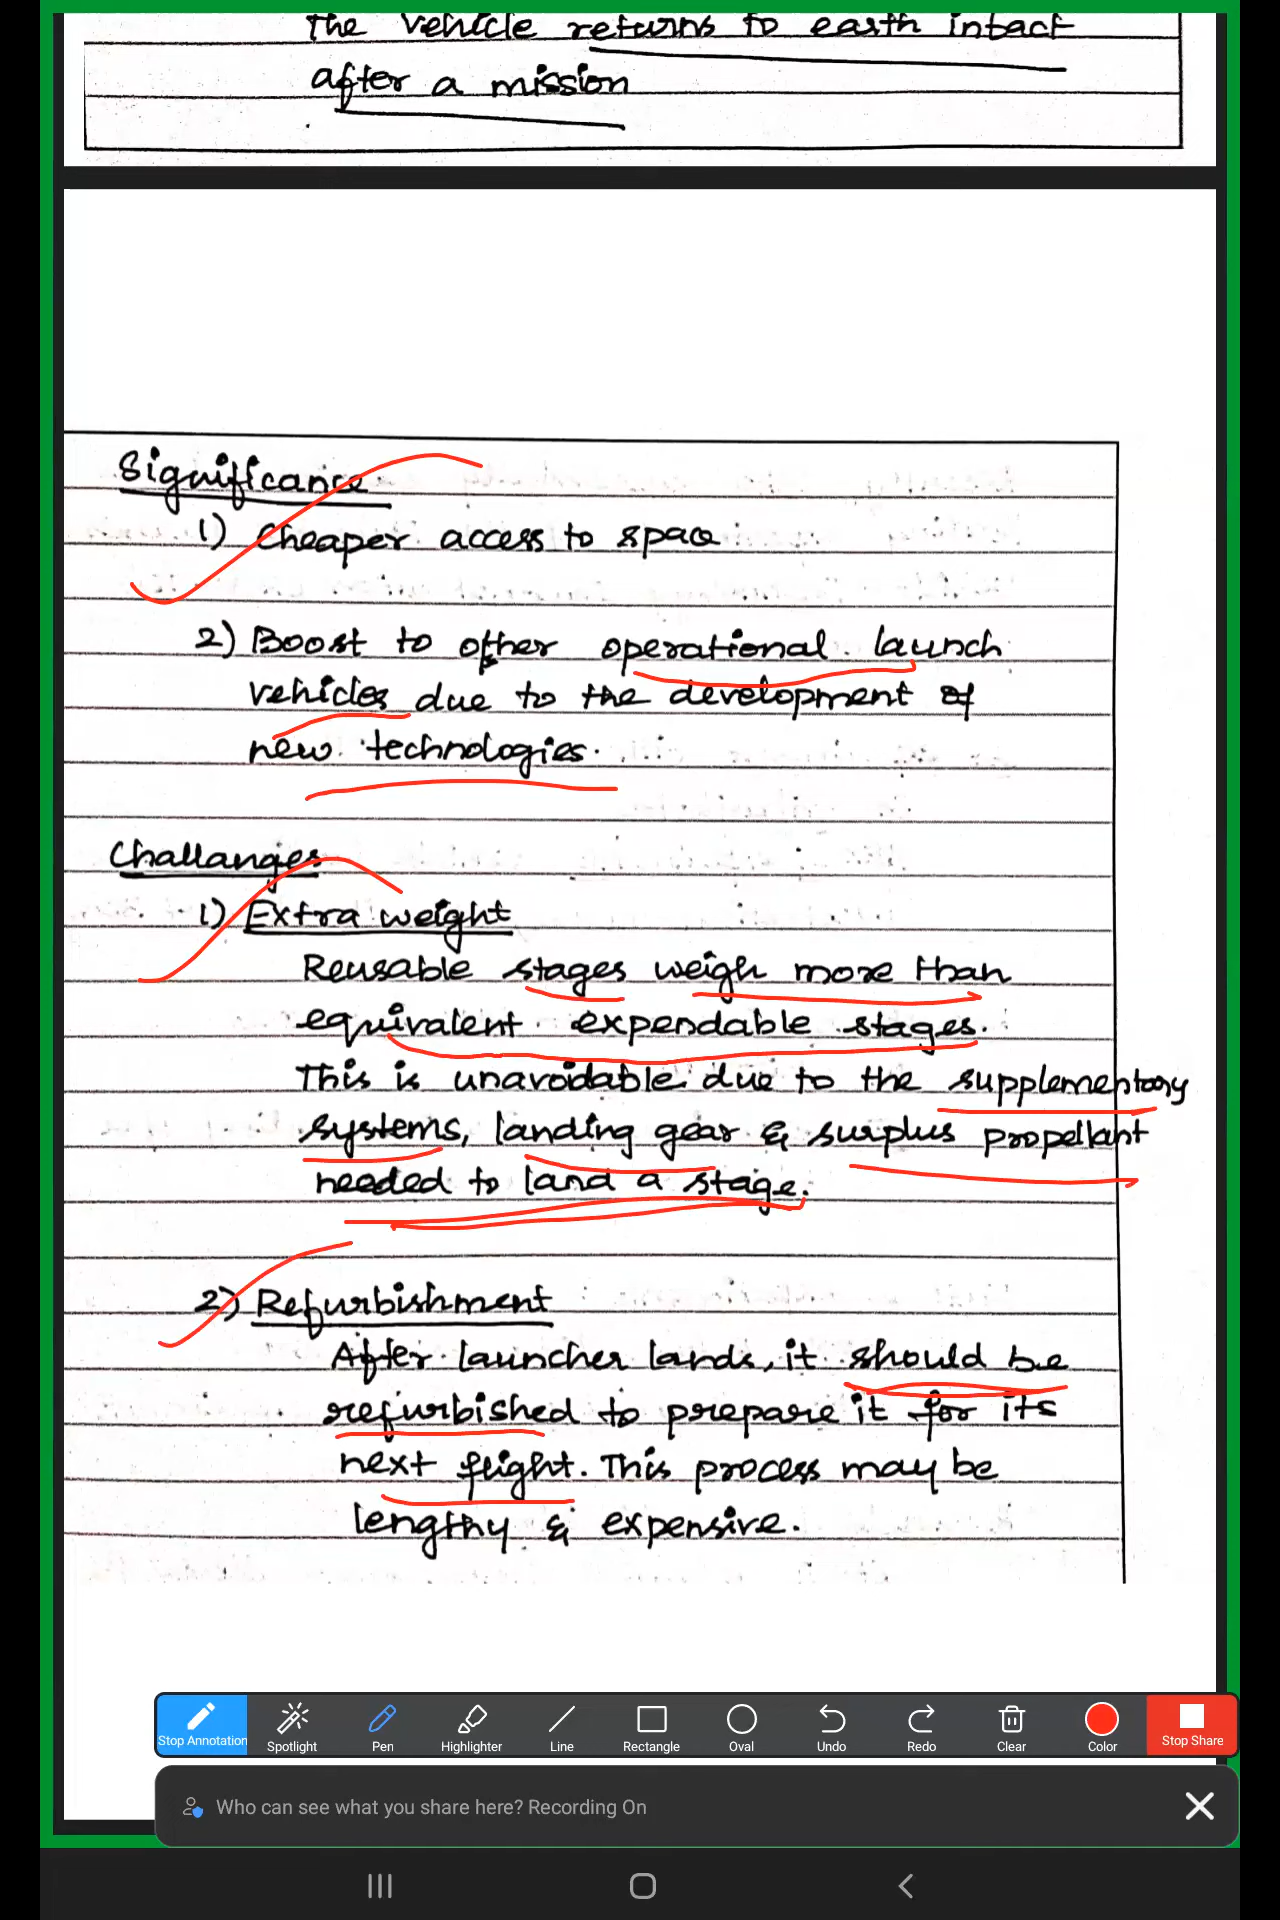 the vehicle returns to earth intact
after a mission
Significance
1) Cheaper access to space.
2) Boost to other operational launch
vehicles due to the development of
new technologies.
Challanges
1) Extra weight
Reusable stages weigh more than
equivalent expendable stages.
This is unavoidable due to the supplementory
systems, landing gear & surplus propellant
needed to land a stage.
2) Refurbishment
After launcher lands, it should be
refurbished to prepare it for its
next flight. This process may be
lengthy & expensive.
Stop Annotation Spotlight Pen Highlighter Line Rectangle Oval Undo Redo Clear Color Stop Share
Who can see what you share here? Recording On